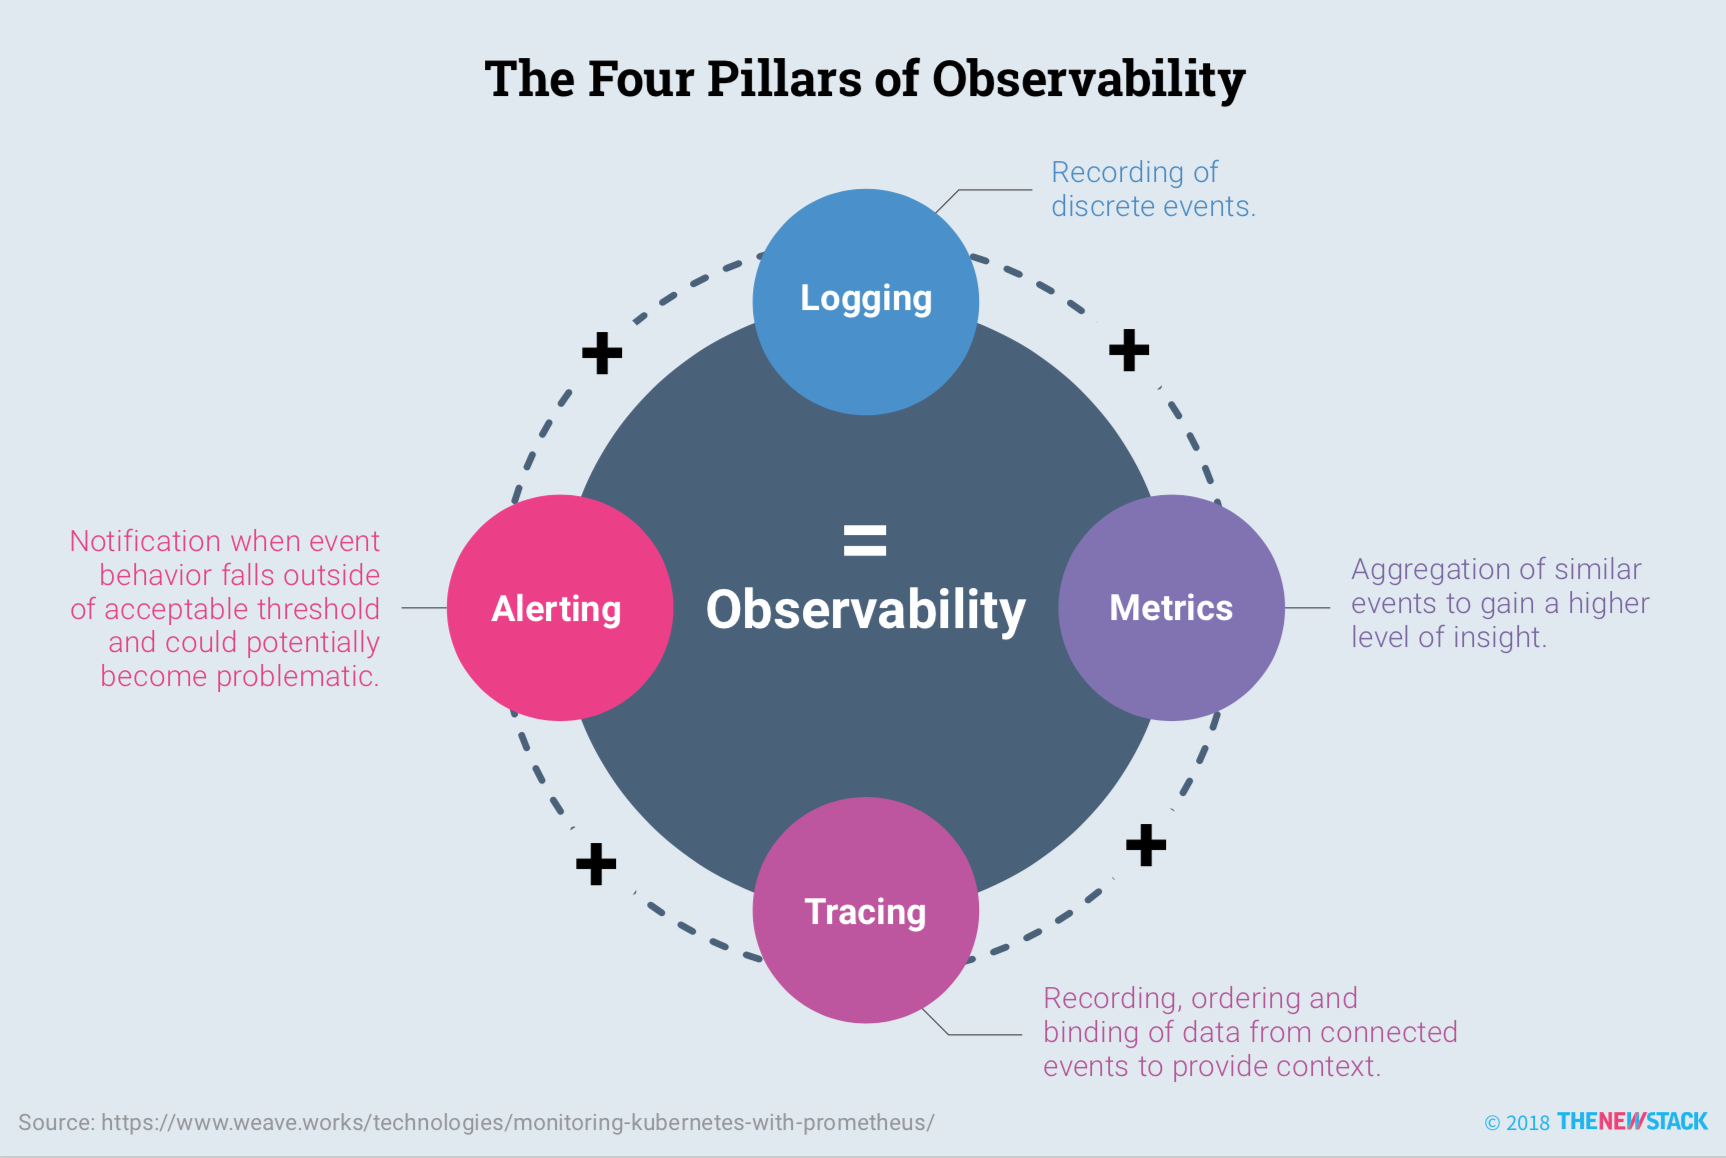 The Four Pillars of Observability
Recording of
discrete events.
Logging
+
+
Notification when event
behavior falls outside
of acceptable threshold
and could potentially
become problematic.
Alerting
=
Observability
Metrics
Aggregation of similar
events to gain a higher
level of insight.
+
+
Tracing
Recording, ordering and
binding of data from connected
events to provide context.
Source: https://www.weave.works/technologies/monitoring-kubernetes-with-prometheus/
© 2018 THENEWSTACK